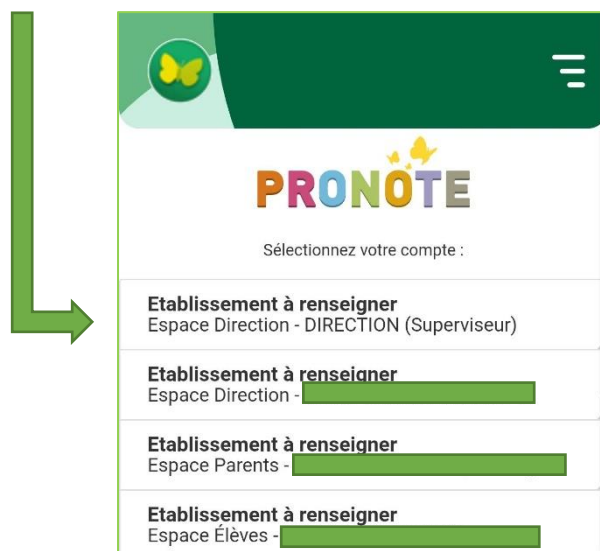 PRONOTE
Sélectionnez votre compte :
Etablissement à renseigner
Espace Direction - DIRECTION (Superviseur)
Etablissement à renseigner
Espace Direction -
Etablissement à renseigner
Espace Parents -
Etablissement à renseigner
Espace Élèves -